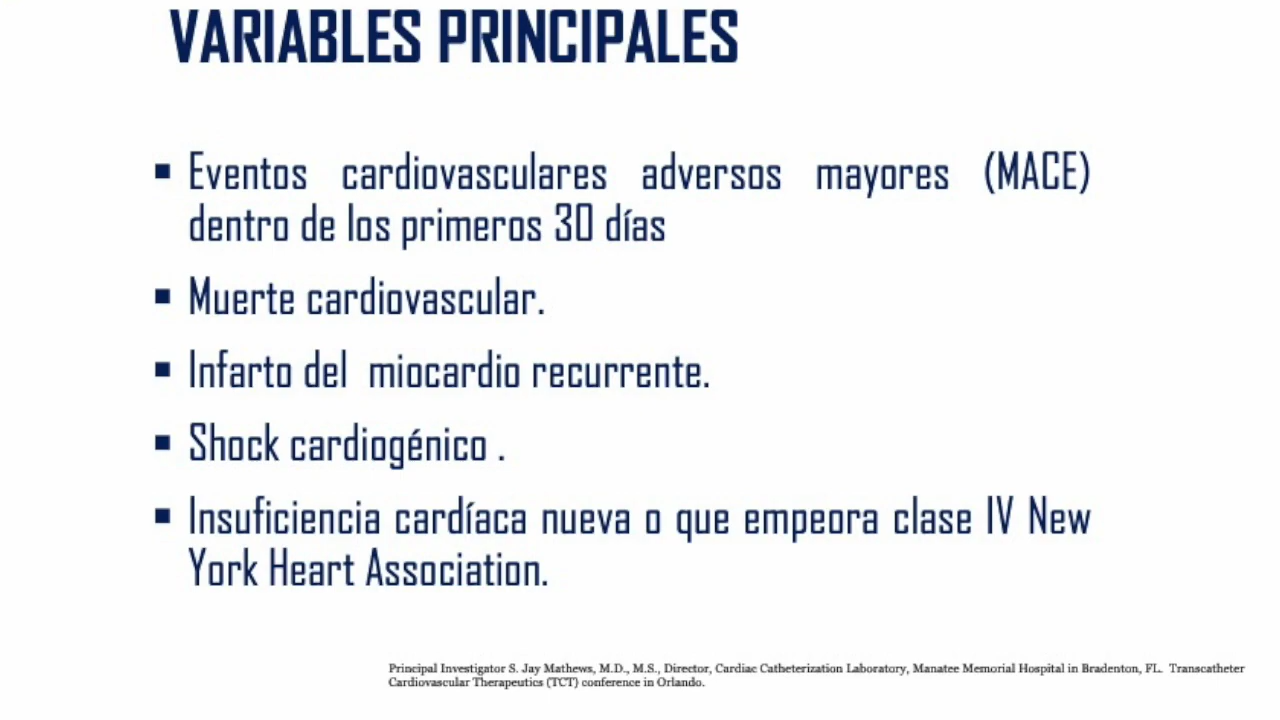 VARIABLES PRINCIPALES
▪ Eventos cardiovasculares adversos mayores (MACE)
dentro de los primeros 30 días
▪ Muerte cardiovascular.
▪ Infarto del miocardio recurrente.
▪ Shock cardiogénico .
▪ Insuficiencia cardíaca nueva o que empeora clase IV New
York Heart Association.
Principal Investigator S. Jay Mathews, M.D., M.S., Director, Cardiac Catheterization Laboratory, Manatee Memorial Hospital in Bradenton, FL. Transcatheter
Cardiovascular Therapeutics (TCT) conference in Orlando.